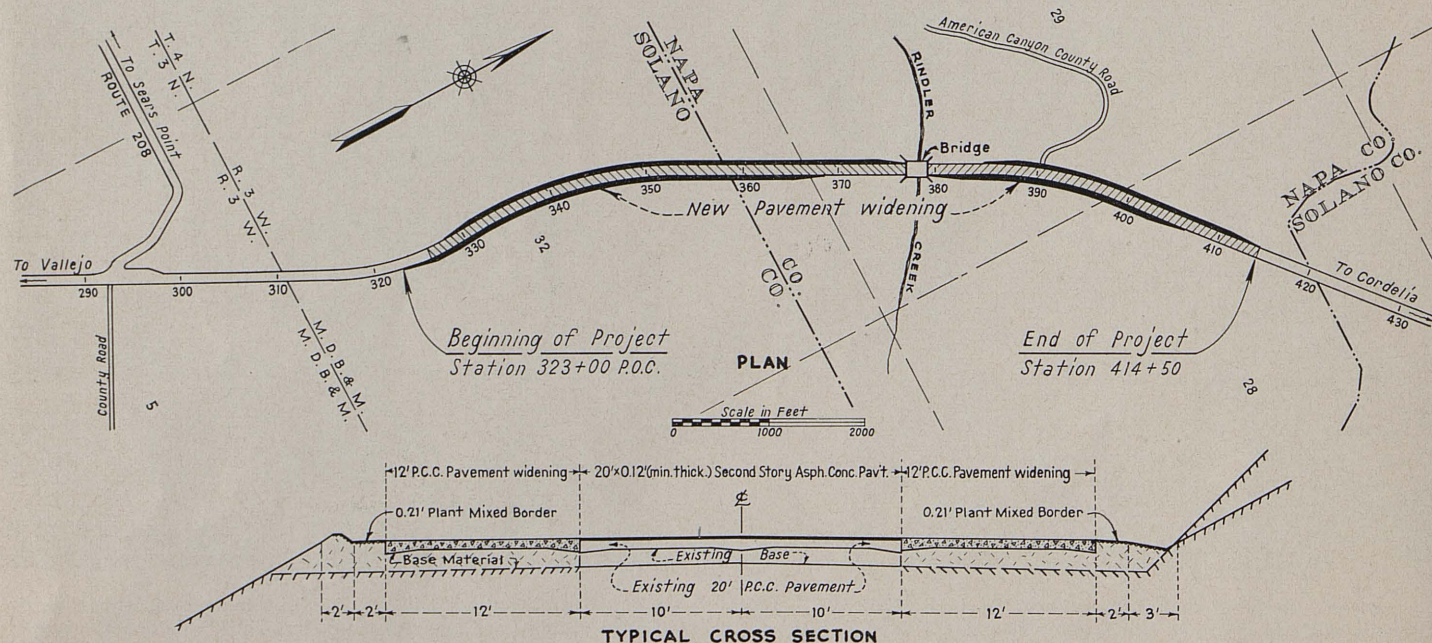 T. 4 N.
T. 3 N.
To Sears Point
ROUTE 208
R. 3 W.
R. 3 W.
NAPA
SOLANO
CO.
CO.
29
American Canyon County Road
RINDLER
CREEK
Bridge
NAPA CO.
SOLANO CO.
New Pavement widening
To Vallejo
290
300
310
320
330
340
350
360
370
380
390
400
410
420
430
32
To Cordelia
County Road
5
M. D. B. & M.
M. D. B. & M.
Beginning of Project
Station 323+00 P.O.C.
PLAN
End of Project
Station 414+50
28
Scale in Feet
0 1000 2000
12' P.C.C. Pavement widening
20'×0.12'(min.thick.) Second Story Asph. Conc. Pav't.
12' P.C.C. Pavement widening
0.21' Plant Mixed Border
℄
0.21' Plant Mixed Border
Base Material
Existing Base
Existing 20' P.C.C. Pavement
2' 2' 12' 10' 10' 12' 2' 3'
TYPICAL CROSS SECTION